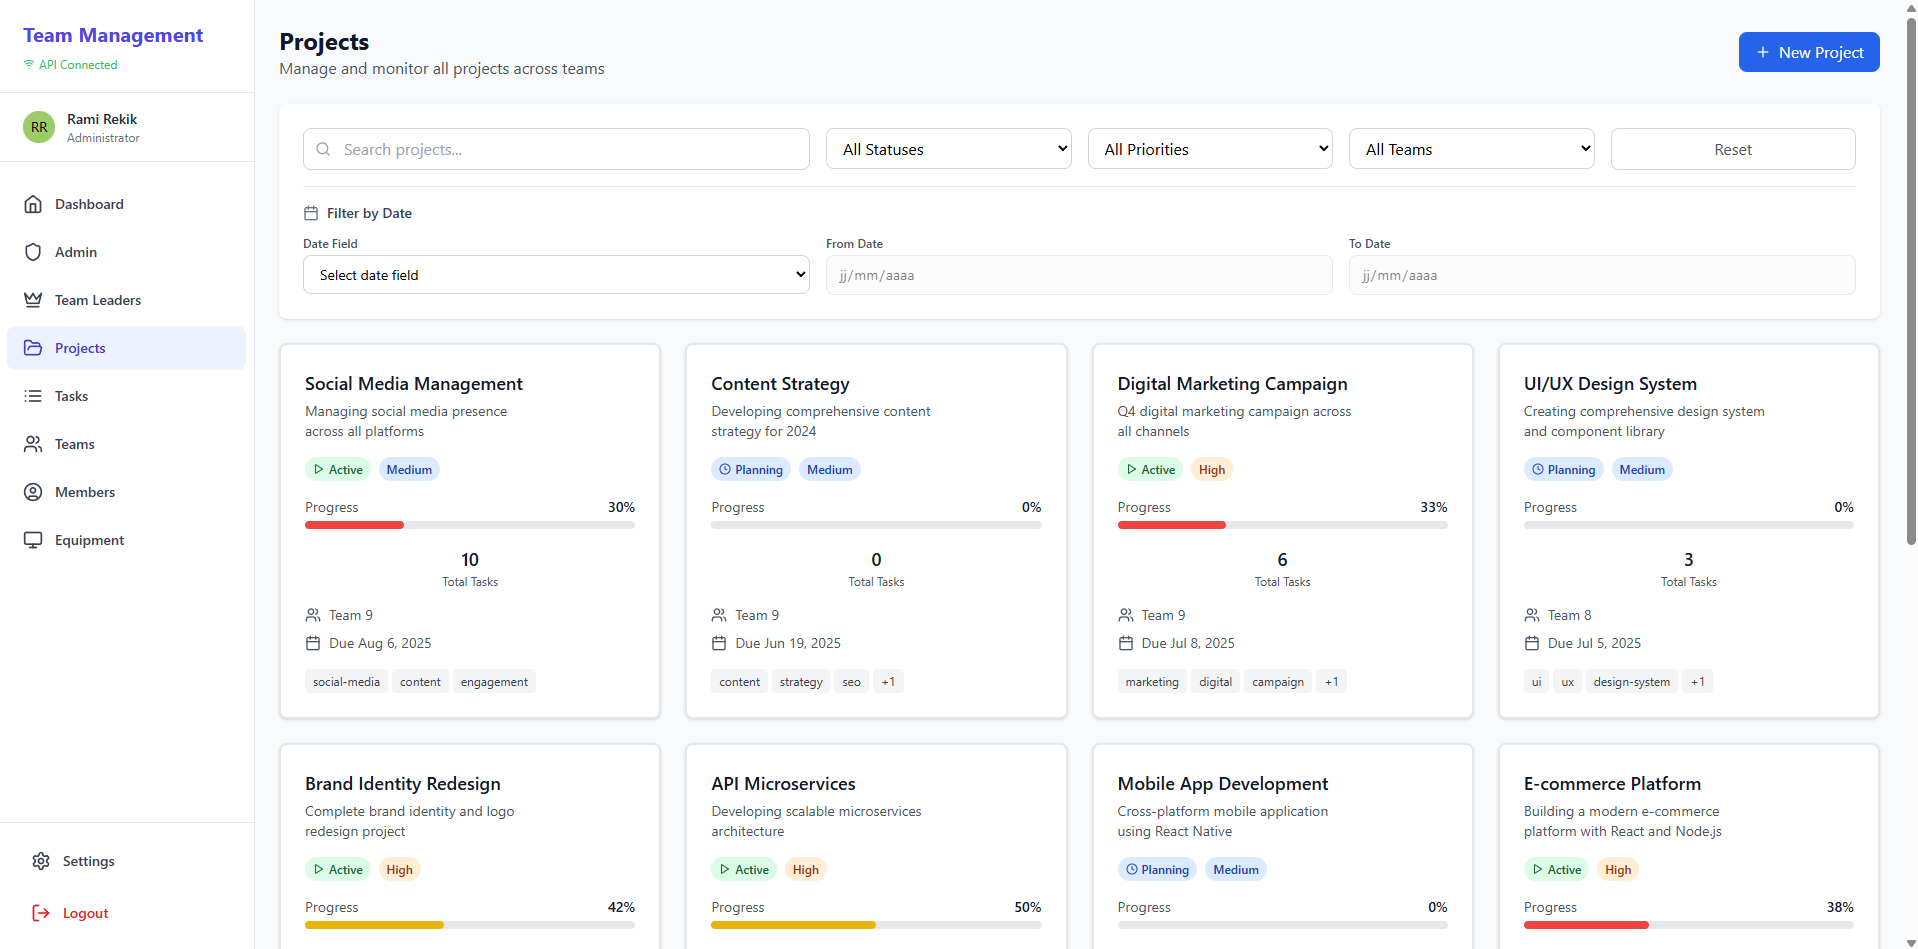 Team Management
API Connected
RR
Rami Rekik
Administrator
Dashboard
Admin
Team Leaders
Projects
Tasks
Teams
Members
Equipment
Settings
Logout
Projects
Manage and monitor all projects across teams
New Project
Search projects...
All Statuses
All Priorities
All Teams
Reset
Filter by Date
Date Field
Select date field
From Date
jj/mm/aaaa
To Date
jj/mm/aaaa
Social Media Management
Managing social media presence
across all platforms
Active Medium
Progress 30%
10
Total Tasks
Team 9
Due Aug 6, 2025
social-media content engagement
Content Strategy
Developing comprehensive content
strategy for 2024
Planning Medium
Progress 0%
0
Total Tasks
Team 9
Due Jun 19, 2025
content strategy seo +1
Digital Marketing Campaign
Q4 digital marketing campaign across
all channels
Active High
Progress 33%
6
Total Tasks
Team 9
Due Jul 8, 2025
marketing digital campaign +1
UI/UX Design System
Creating comprehensive design system
and component library
Planning Medium
Progress 0%
3
Total Tasks
Team 8
Due Jul 5, 2025
ui ux design-system +1
Brand Identity Redesign
Complete brand identity and logo
redesign project
Active High
Progress 42%
API Microservices
Developing scalable microservices
architecture
Active High
Progress 50%
Mobile App Development
Cross-platform mobile application
using React Native
Planning Medium
Progress 0%
E-commerce Platform
Building a modern e-commerce
platform with React and Node.js
Active High
Progress 38%